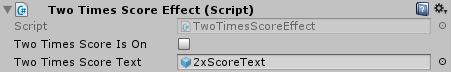 Two Times Score Effect (Script)
Script TwoTimesScoreEffect
Two Times Score Is On
Two Times Score Text 2xScoreText